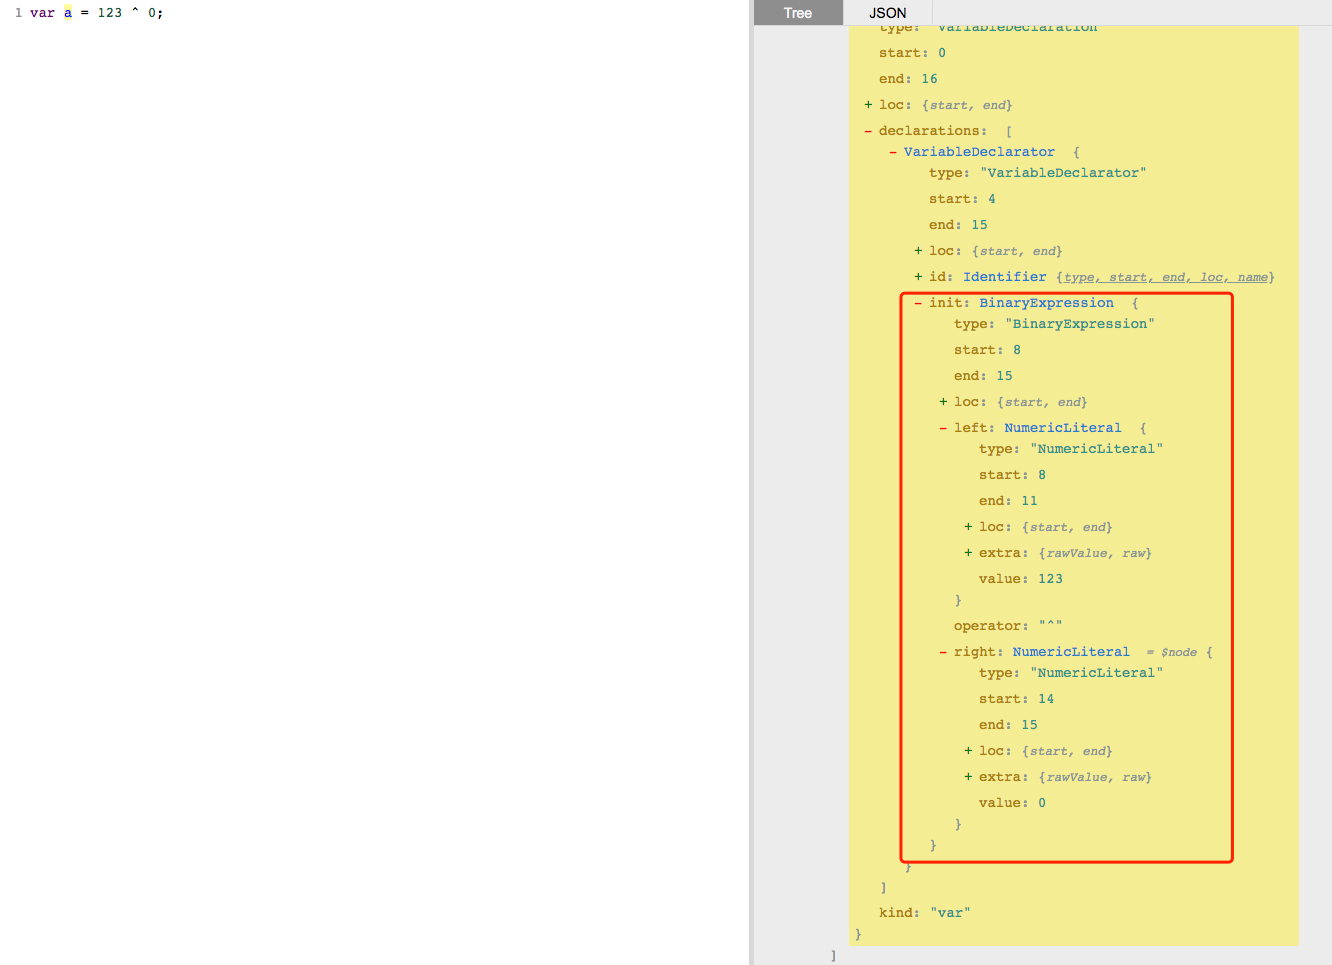 1 var a = 123 ^ 0;
Tree JSON
type: "VariableDeclaration
start: 0
end: 16
+ loc: {start, end}
- declarations: [
- VariableDeclarator {
type: "VariableDeclarator"
start: 4
end: 15
+ loc: {start, end}
+ id: Identifier {type, start, end, loc, name}
- init: BinaryExpression {
type: "BinaryExpression"
start: 8
end: 15
+ loc: {start, end}
- left: NumericLiteral {
type: "NumericLiteral"
start: 8
end: 11
+ loc: {start, end}
+ extra: {rawValue, raw}
value: 123
}
operator: "^"
- right: NumericLiteral = $node {
type: "NumericLiteral"
start: 14
end: 15
+ loc: {start, end}
+ extra: {rawValue, raw}
value: 0
}
}
}
]
kind: "var"
}
]